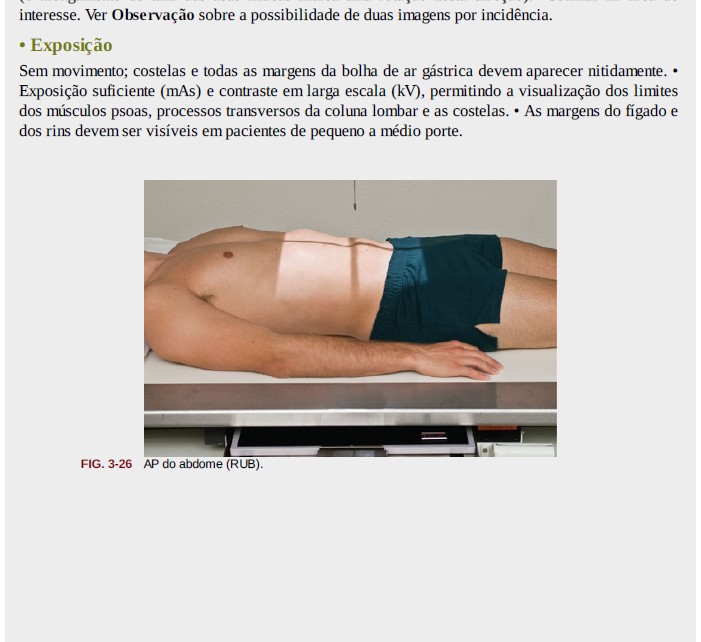 interesse. Ver Observação sobre a possibilidade de duas imagens por incidência.
• Exposição
Sem movimento; costelas e todas as margens da bolha de ar gástrica devem aparecer nitidamente. •
Exposição suficiente (mAs) e contraste em larga escala (kV), permitindo a visualização dos limites
dos músculos psoas, processos transversos da coluna lombar e as costelas. • As margens do fígado e
dos rins devem ser visíveis em pacientes de pequeno a médio porte.
FIG. 3-26 AP do abdome (RUB).